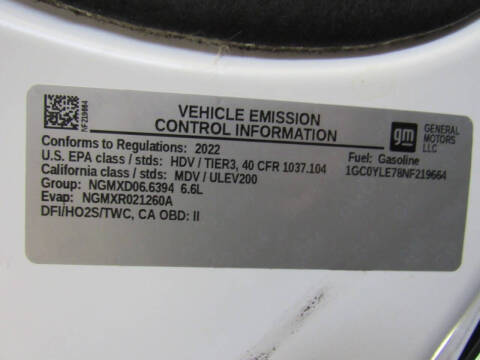 NF219664
VEHICLE EMISSION
CONTROL INFORMATION
gm
GENERAL
MOTORS
LLC
Conforms to Regulations: 2022
U.S. EPA class / stds: HDV / TIER3, 40 CFR 1037.104
California class / stds: MDV / ULEV200
Group: NGMXD06.6394 6.6L
Evap: NGMXR021260A
DFI/HO2S/TWC, CA OBD: II
Fuel: Gasoline
1GC0YLE78NF219664